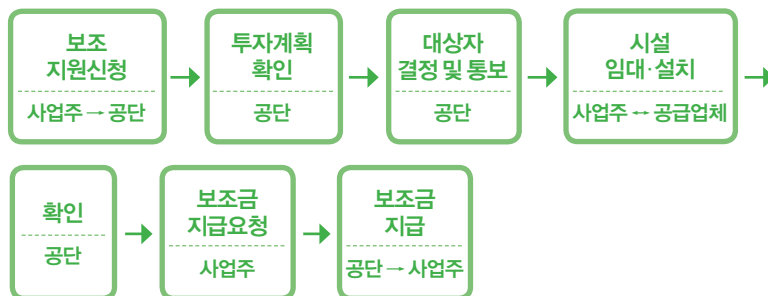 보조
지원신청
사업주 → 공단
투자계획
확인
공단
대상자
결정 및 통보
공단
시설
임대·설치
사업주 ↔ 공급업체
확인
공단
보조금
지급요청
사업주
보조금
지급
공단 → 사업주